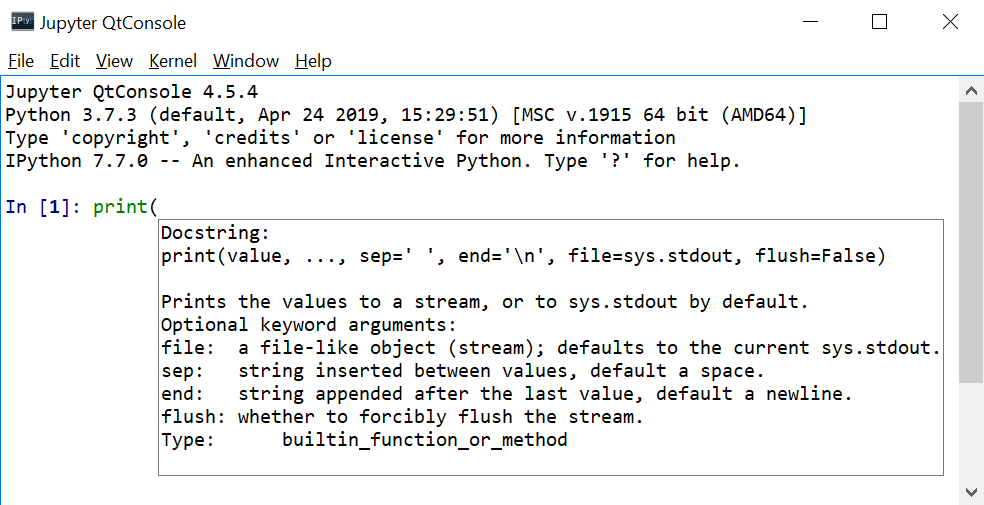 IP[y] Jupyter QtConsole
File Edit View Kernel Window Help
Jupyter QtConsole 4.5.4
Python 3.7.3 (default, Apr 24 2019, 15:29:51) [MSC v.1915 64 bit (AMD64)]
Type 'copyright', 'credits' or 'license' for more information
IPython 7.7.0 -- An enhanced Interactive Python. Type '?' for help.
In [1]: print(
Docstring:
print(value, ..., sep=' ', end='\n', file=sys.stdout, flush=False)
Prints the values to a stream, or to sys.stdout by default.
Optional keyword arguments:
file:  a file-like object (stream); defaults to the current sys.stdout.
sep:   string inserted between values, default a space.
end:   string appended after the last value, default a newline.
flush: whether to forcibly flush the stream.
Type:      builtin_function_or_method